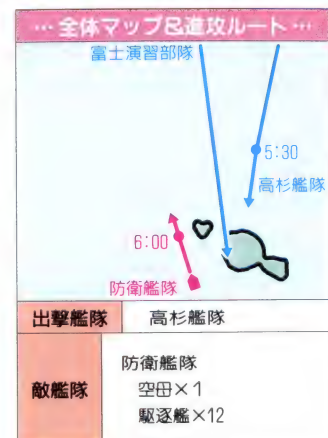 … 全体マップ&進攻ルート …
富士演習部隊
5:30
高杉艦隊
6:00
防衛艦隊
出撃艦隊 高杉艦隊
敵艦隊
防衛艦隊
空母×1
駆逐艦×12